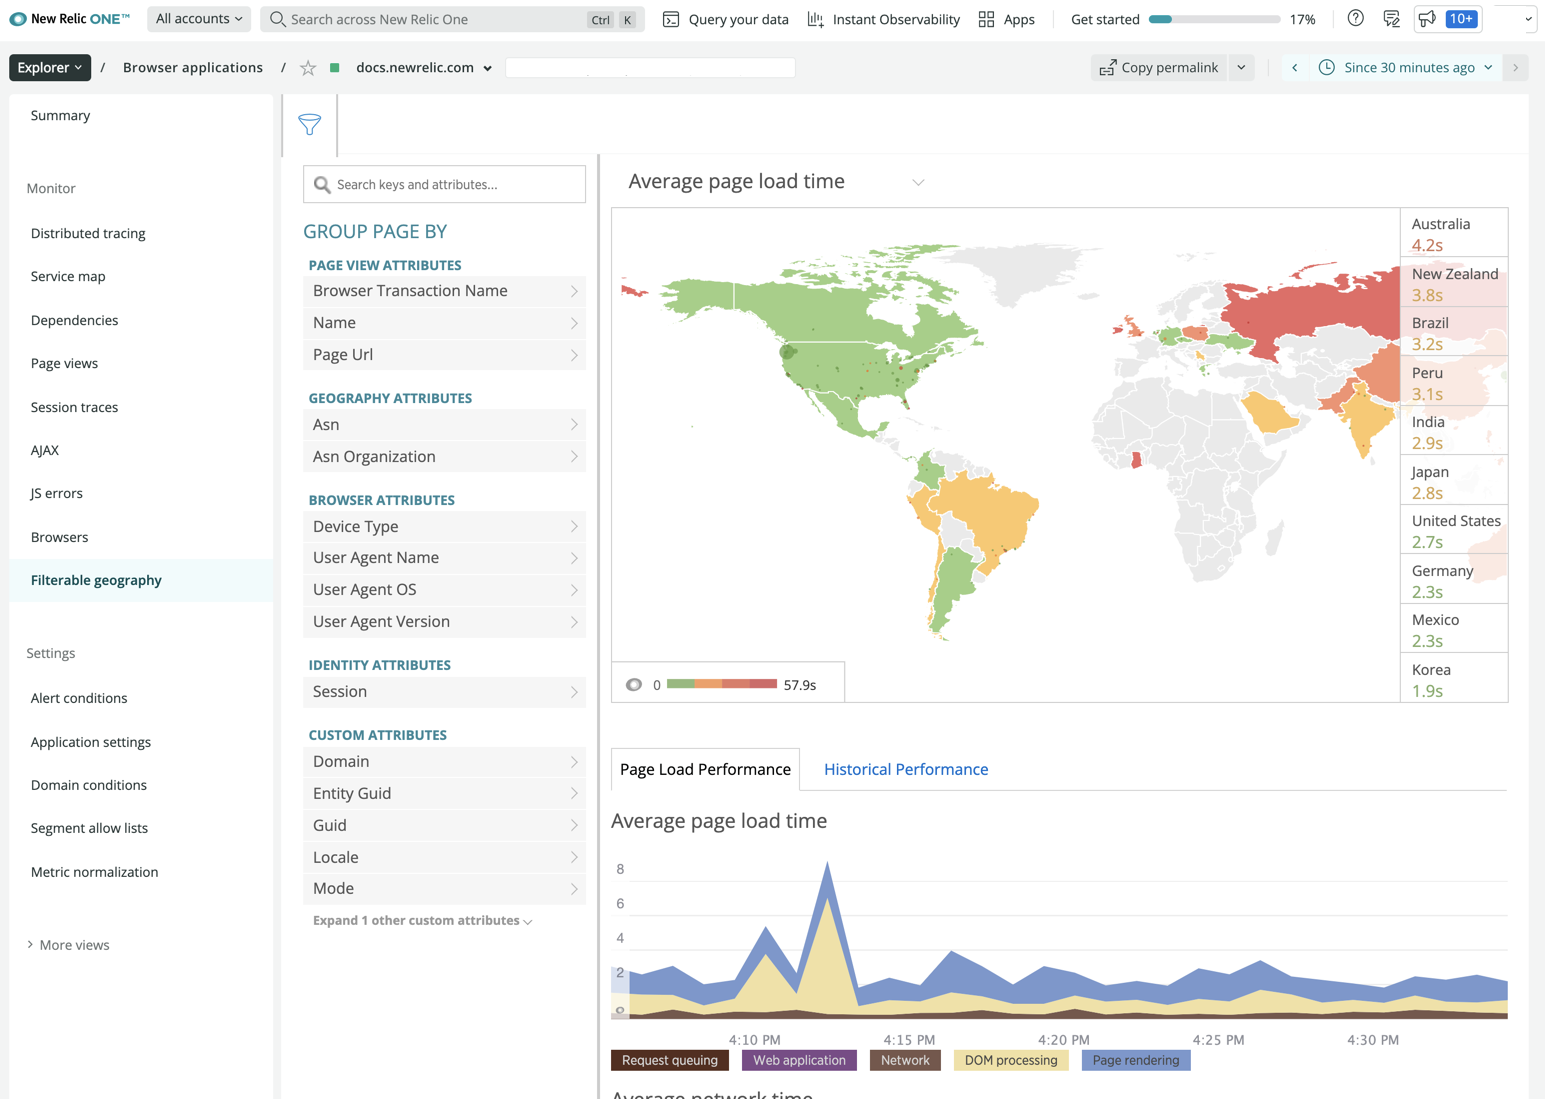 New Relic ONE™
All accounts
Search across New Relic One
Ctrl
K
Query your data
Instant Observability
Apps
Get started
17%
10+
Explorer
/
Browser applications
/
docs.newrelic.com
Copy permalink
Since 30 minutes ago
Summary
Monitor
Distributed tracing
Service map
Dependencies
Page views
Session traces
AJAX
JS errors
Browsers
Filterable geography
Settings
Alert conditions
Application settings
Domain conditions
Segment allow lists
Metric normalization
More views
Search keys and attributes...
GROUP PAGE BY
PAGE VIEW ATTRIBUTES
Browser Transaction Name
Name
Page Url
GEOGRAPHY ATTRIBUTES
Asn
Asn Organization
BROWSER ATTRIBUTES
Device Type
User Agent Name
User Agent OS
User Agent Version
IDENTITY ATTRIBUTES
Session
CUSTOM ATTRIBUTES
Domain
Entity Guid
Guid
Locale
Mode
Expand 1 other custom attributes
Average page load time
Australia
4.2s
New Zealand
3.8s
Brazil
3.2s
Peru
3.1s
India
2.9s
Japan
2.8s
United States
2.7s
Germany
2.3s
Mexico
2.3s
Korea
1.9s
0
57.9s
Page Load Performance
Historical Performance
Average page load time
8
6
4
2
0
4:10 PM
4:15 PM
4:20 PM
4:25 PM
4:30 PM
Request queuing
Web application
Network
DOM processing
Page rendering
Average network time